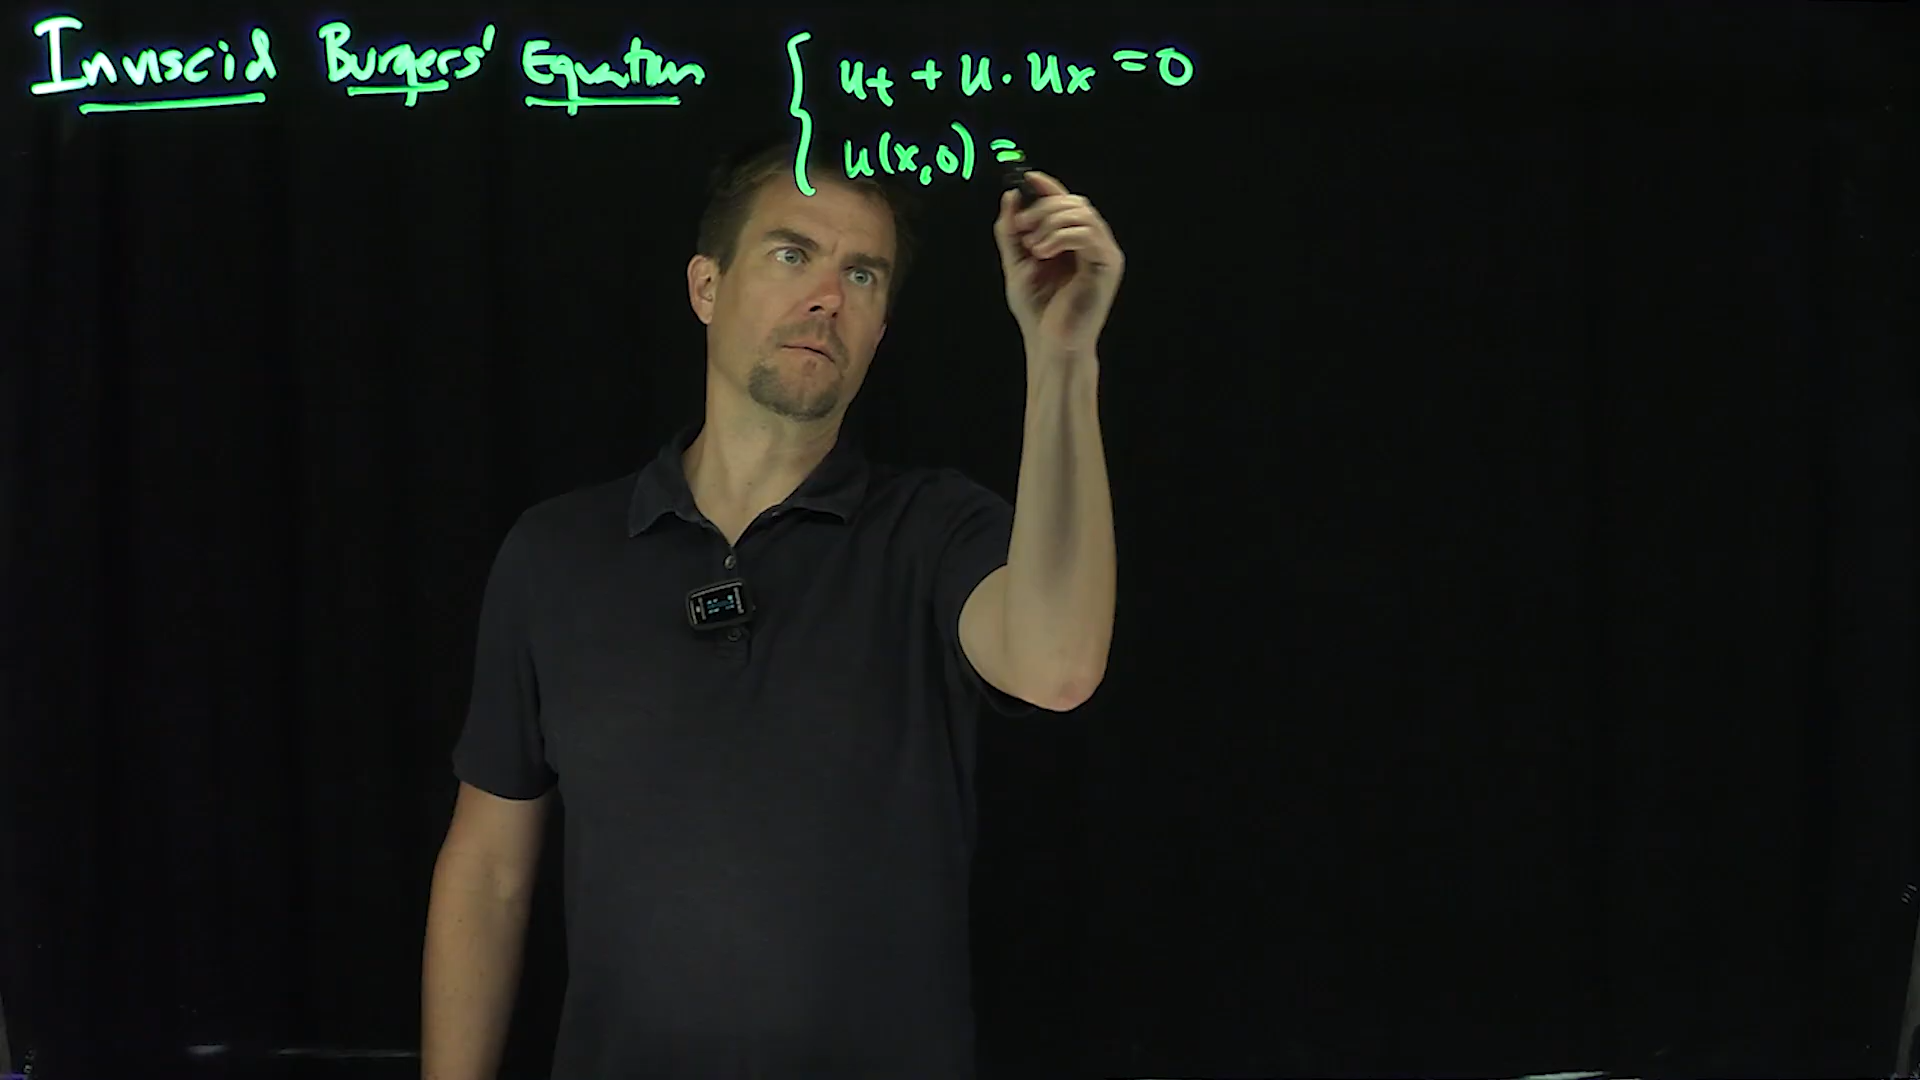 Inviscid Burgers' Equation { ut + u · ux = 0
u(x,0) =